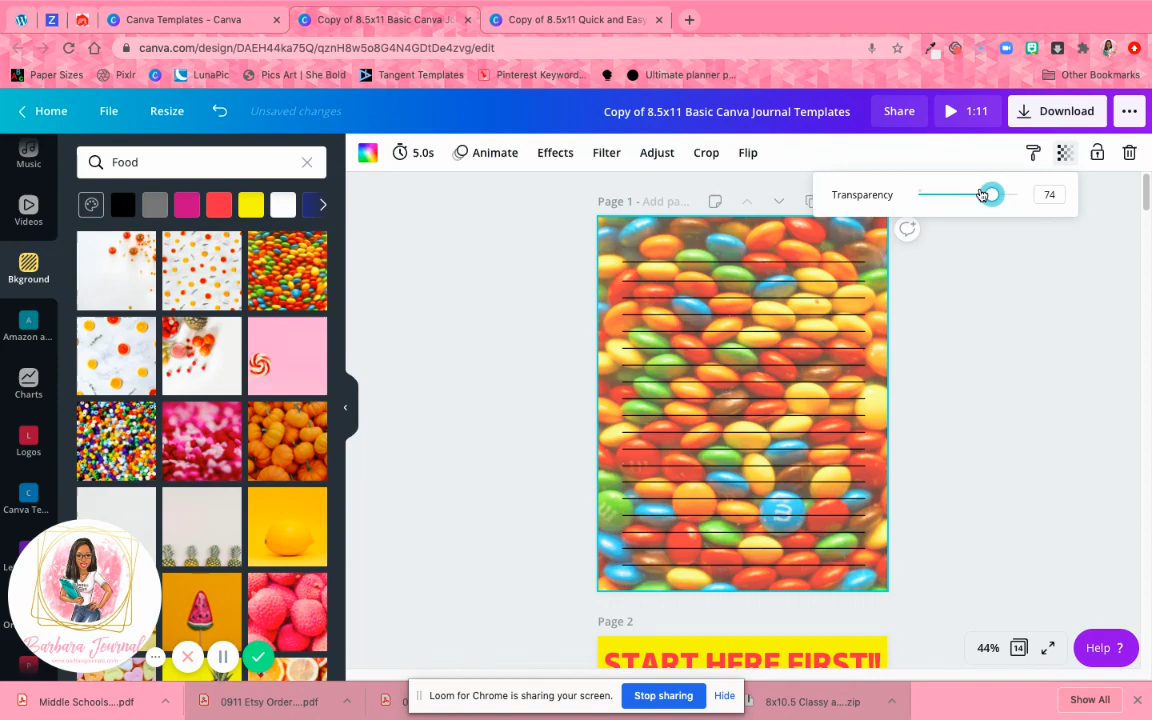 Canva Templates - Canva
Copy of 8.5x11 Basic Canva Jo
Copy of 8.5x11 Quick and Easy
canva.com/design/DAEH44ka75Q/qznH8w5o8G4N4GDtDe4zvg/edit
Paper Sizes
Pixlr
LunaPic
Pics Art | She Bold
Tangent Templates
Pinterest Keyword...
Ultimate planner p...
Other Bookmarks
Home
File
Resize
Unsaved changes
Copy of 8.5x11 Basic Canva Journal Templates
Share
1:11
Download
Music
Food
5.0s
Animate
Effects
Filter
Adjust
Crop
Flip
Transparency
74
Videos
Page 1 - Add pa...
Bkground
Amazon a...
Charts
Logos
Canva Te...
Barbara Journal
Page 2
START HERE FIRST!!
44%
14
Help ?
Middle Schools....pdf
0911 Etsy Order....pdf
Loom for Chrome is sharing your screen.
Stop sharing
Hide
8x10.5 Classy a....zip
Show All